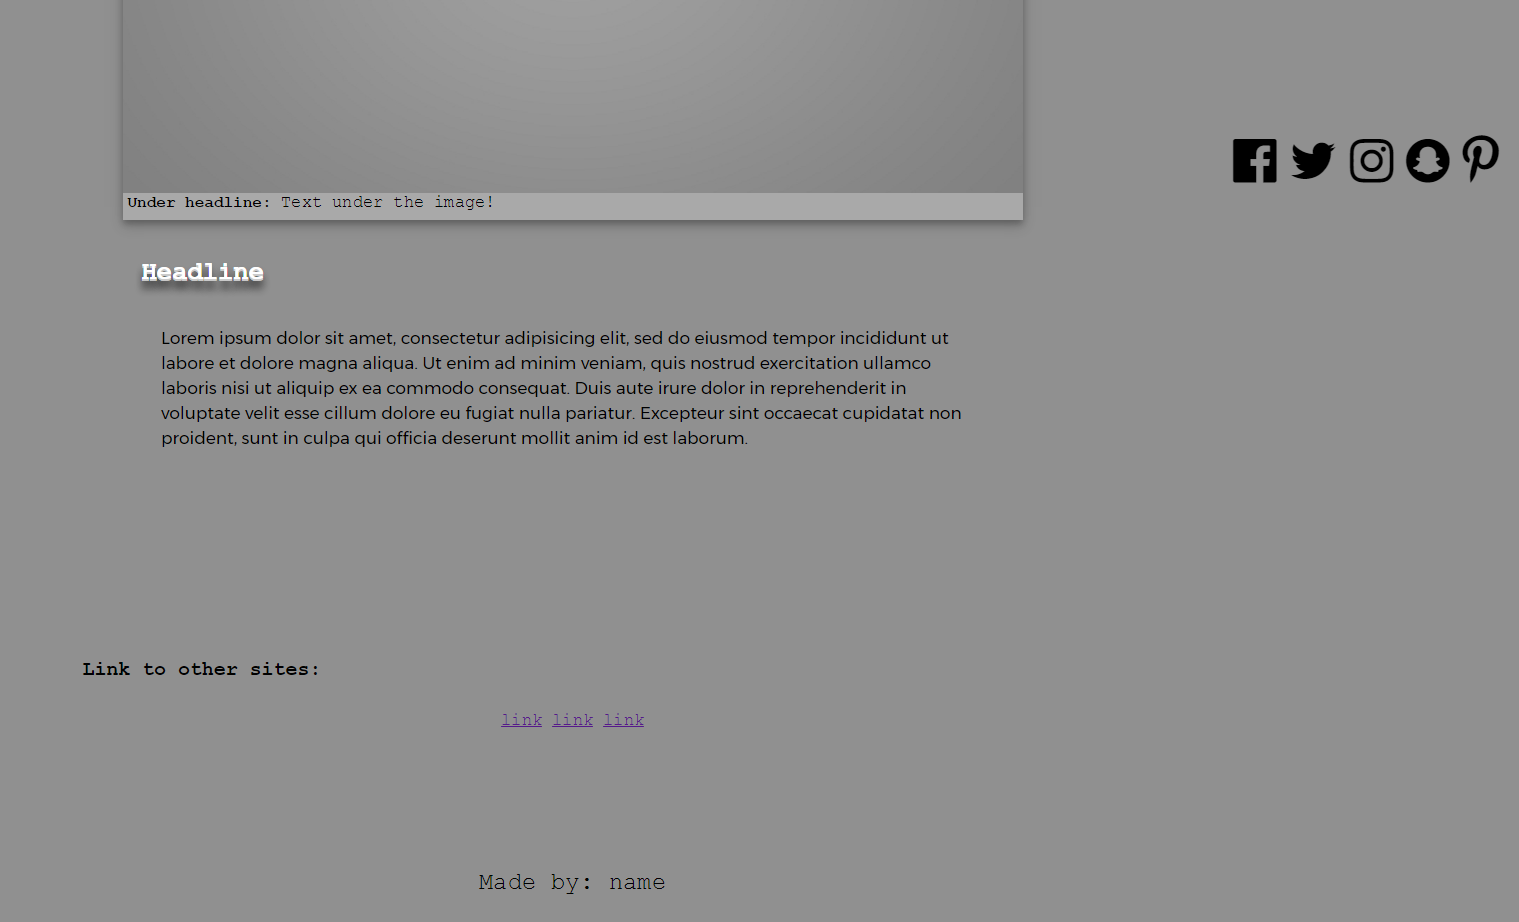 Under headline: Text under the image!
Headline
Lorem ipsum dolor sit amet, consectetur adipisicing elit, sed do eiusmod tempor incididunt ut
labore et dolore magna aliqua. Ut enim ad minim veniam, quis nostrud exercitation ullamco
laboris nisi ut aliquip ex ea commodo consequat. Duis aute irure dolor in reprehenderit in
voluptate velit esse cillum dolore eu fugiat nulla pariatur. Excepteur sint occaecat cupidatat non
proident, sunt in culpa qui officia deserunt mollit anim id est laborum.
Link to other sites:
link link link
Made by: name